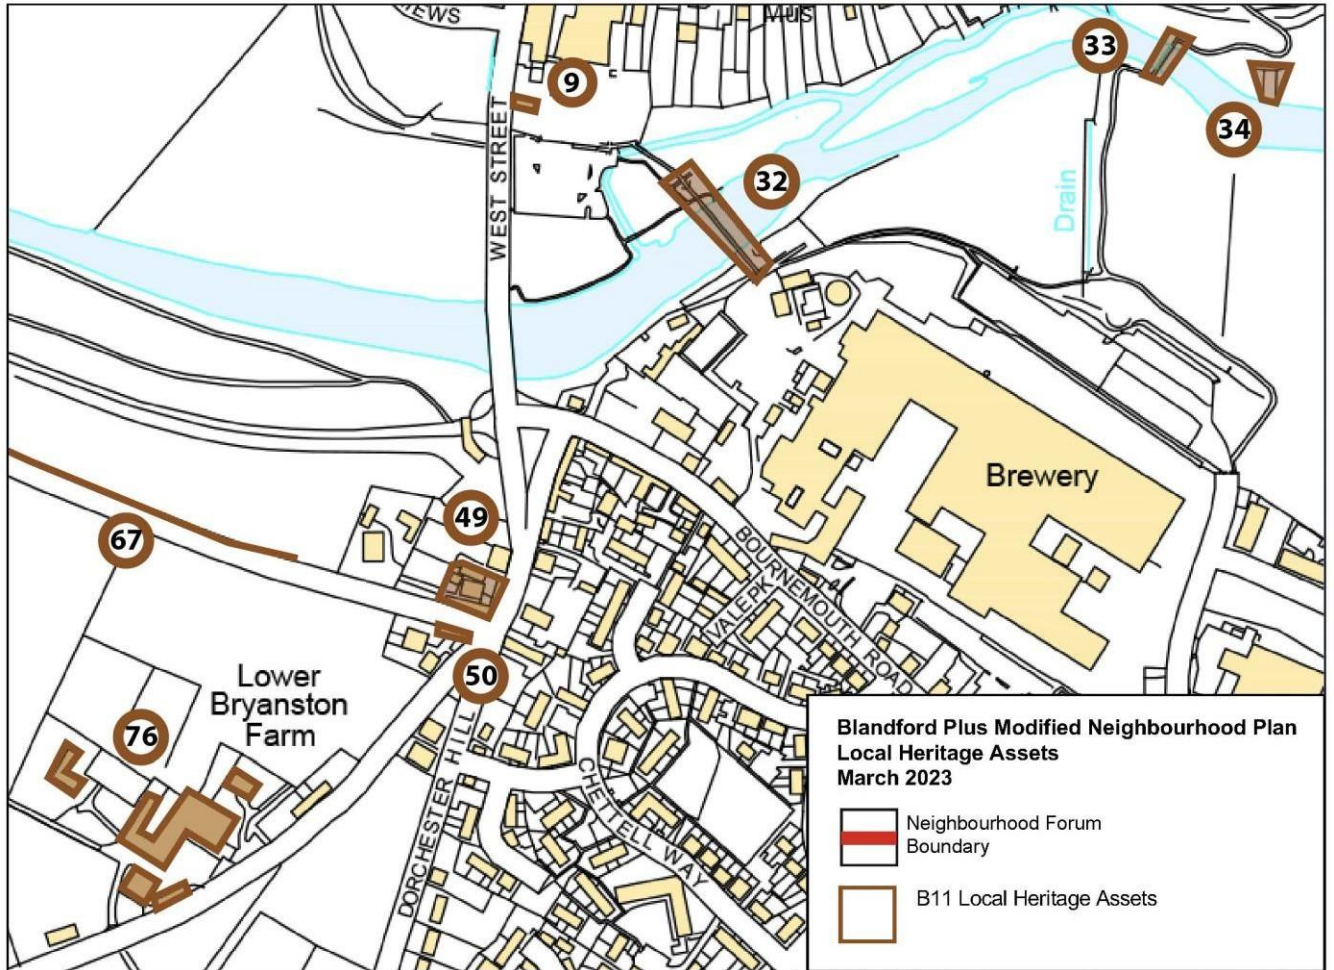 EWS
Mus
33
9
34
WEST STREET
32
Drain
Brewery
49
67
BOURNEMOUTH ROAD
VALE PK
50
Lower
Bryanston
Farm
76
DORCHESTER HILL
CHETTELL WAY
Blandford Plus Modified Neighbourhood Plan
Local Heritage Assets
March 2023
Neighbourhood Forum
Boundary
B11 Local Heritage Assets